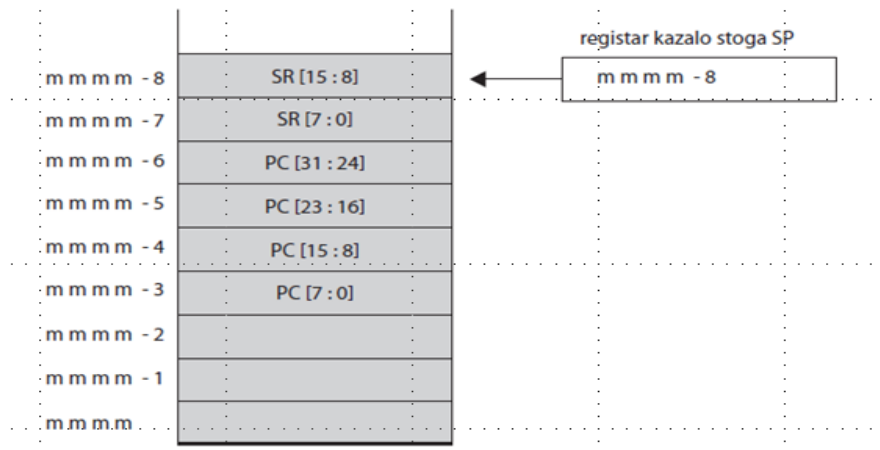 registar kazalo stoga SP
m m m m - 8 SR [15 : 8] m m m m - 8
m m m m - 7 SR [7 : 0]
m m m m - 6 PC [31 : 24]
m m m m - 5 PC [23 : 16]
m m m m - 4 PC [15 : 8]
m m m m - 3 PC [7 : 0]
m m m m - 2
m m m m - 1
m m m m